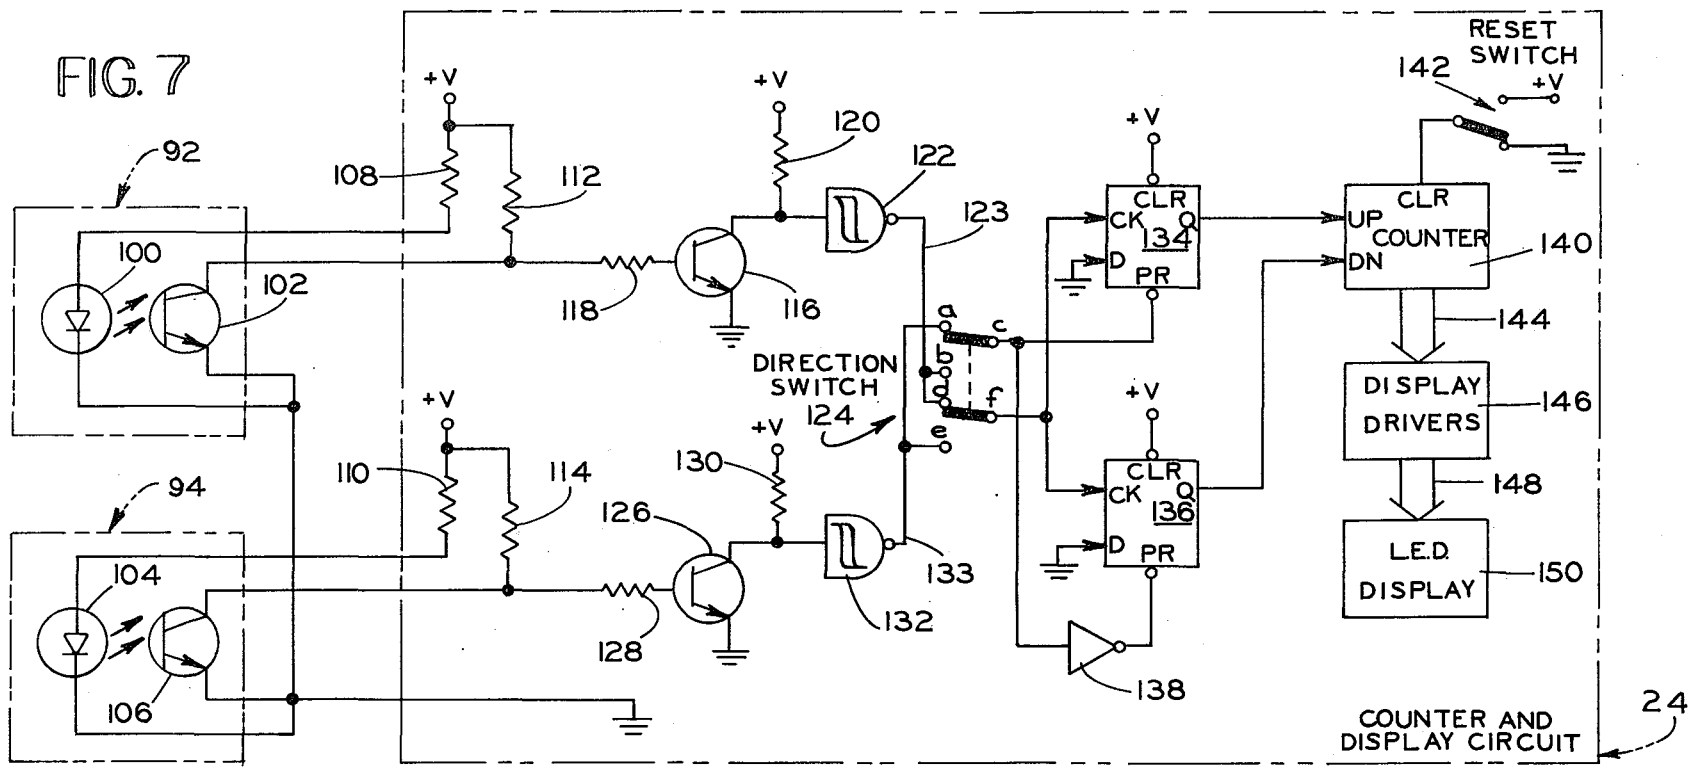 FIG. 7
RESET
SWITCH
142
+V
+V
+V
+V
92
108
112
120
122
123
CLR
CK
Q
134
D
PR
CLR
UP
COUNTER
DN
140
100
102
118
116
a
c
b
d
f
e
DIRECTION
SWITCH
124
144
DISPLAY
DRIVERS
146
+V
+V
+V
94
110
114
126
130
CLR
CK
Q
136
D
PR
148
L.E.D.
DISPLAY
150
104
106
128
132
133
138
24
COUNTER AND
DISPLAY CIRCUIT